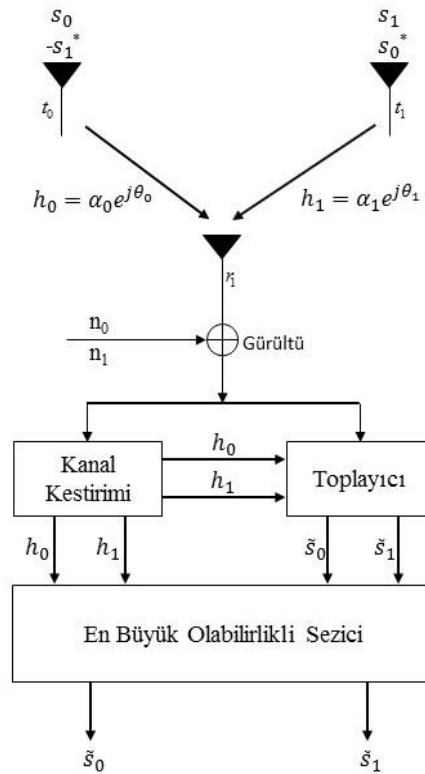 s₀ s₁
-s₁* s₀*
t₀ t₁
h₀ = α₀e^{jθ₀} h₁ = α₁e^{jθ₁}
r₁
n₀
n₁
Gürültü
Kanal Kestirimi
h₀
h₁
Toplayıcı
h₀ h₁ s̃₀ s̃₁
En Büyük Olabilirlikli Sezici
s̃₀ s̃₁